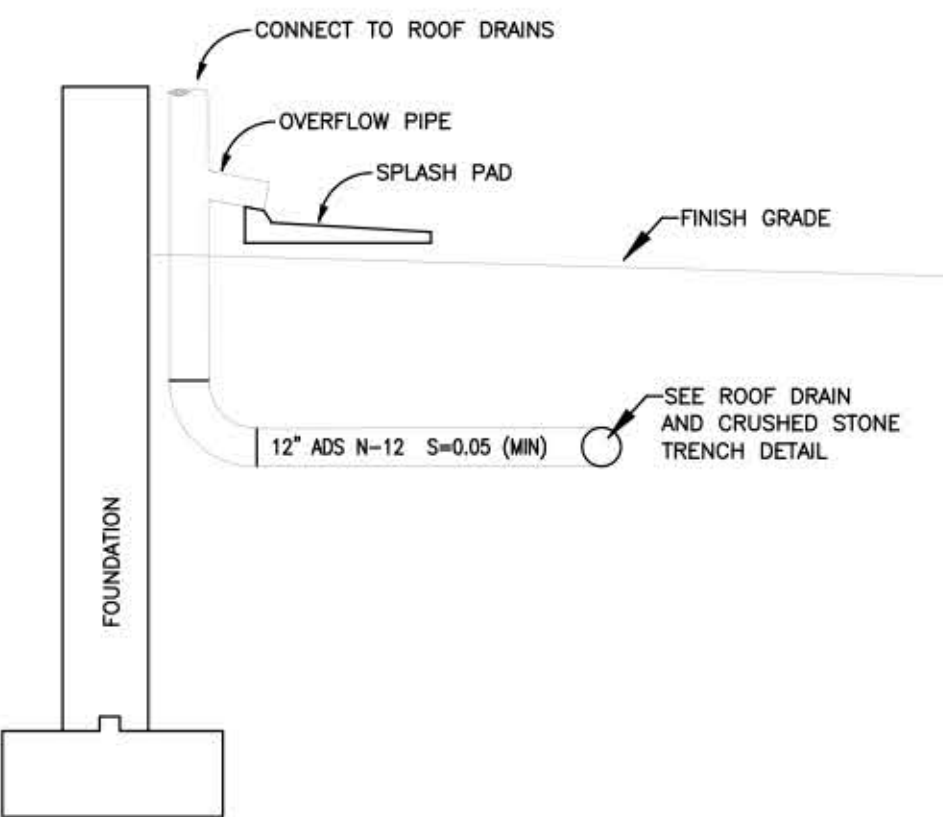 CONNECT TO ROOF DRAINS
OVERFLOW PIPE
SPLASH PAD
FINISH GRADE
SEE ROOF DRAIN
AND CRUSHED STONE
TRENCH DETAIL
12" ADS N-12 S=0.05 (MIN)
FOUNDATION